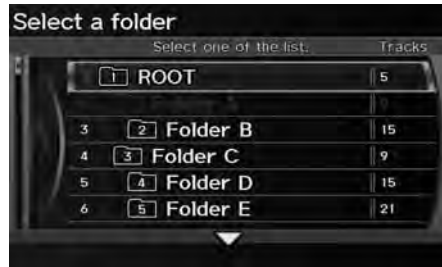 Select a folder
Select one of the list. Tracks
1 ROOT 5
3 2 Folder B 15
4 3 Folder C 9
5 4 Folder D 15
6 5 Folder E 21